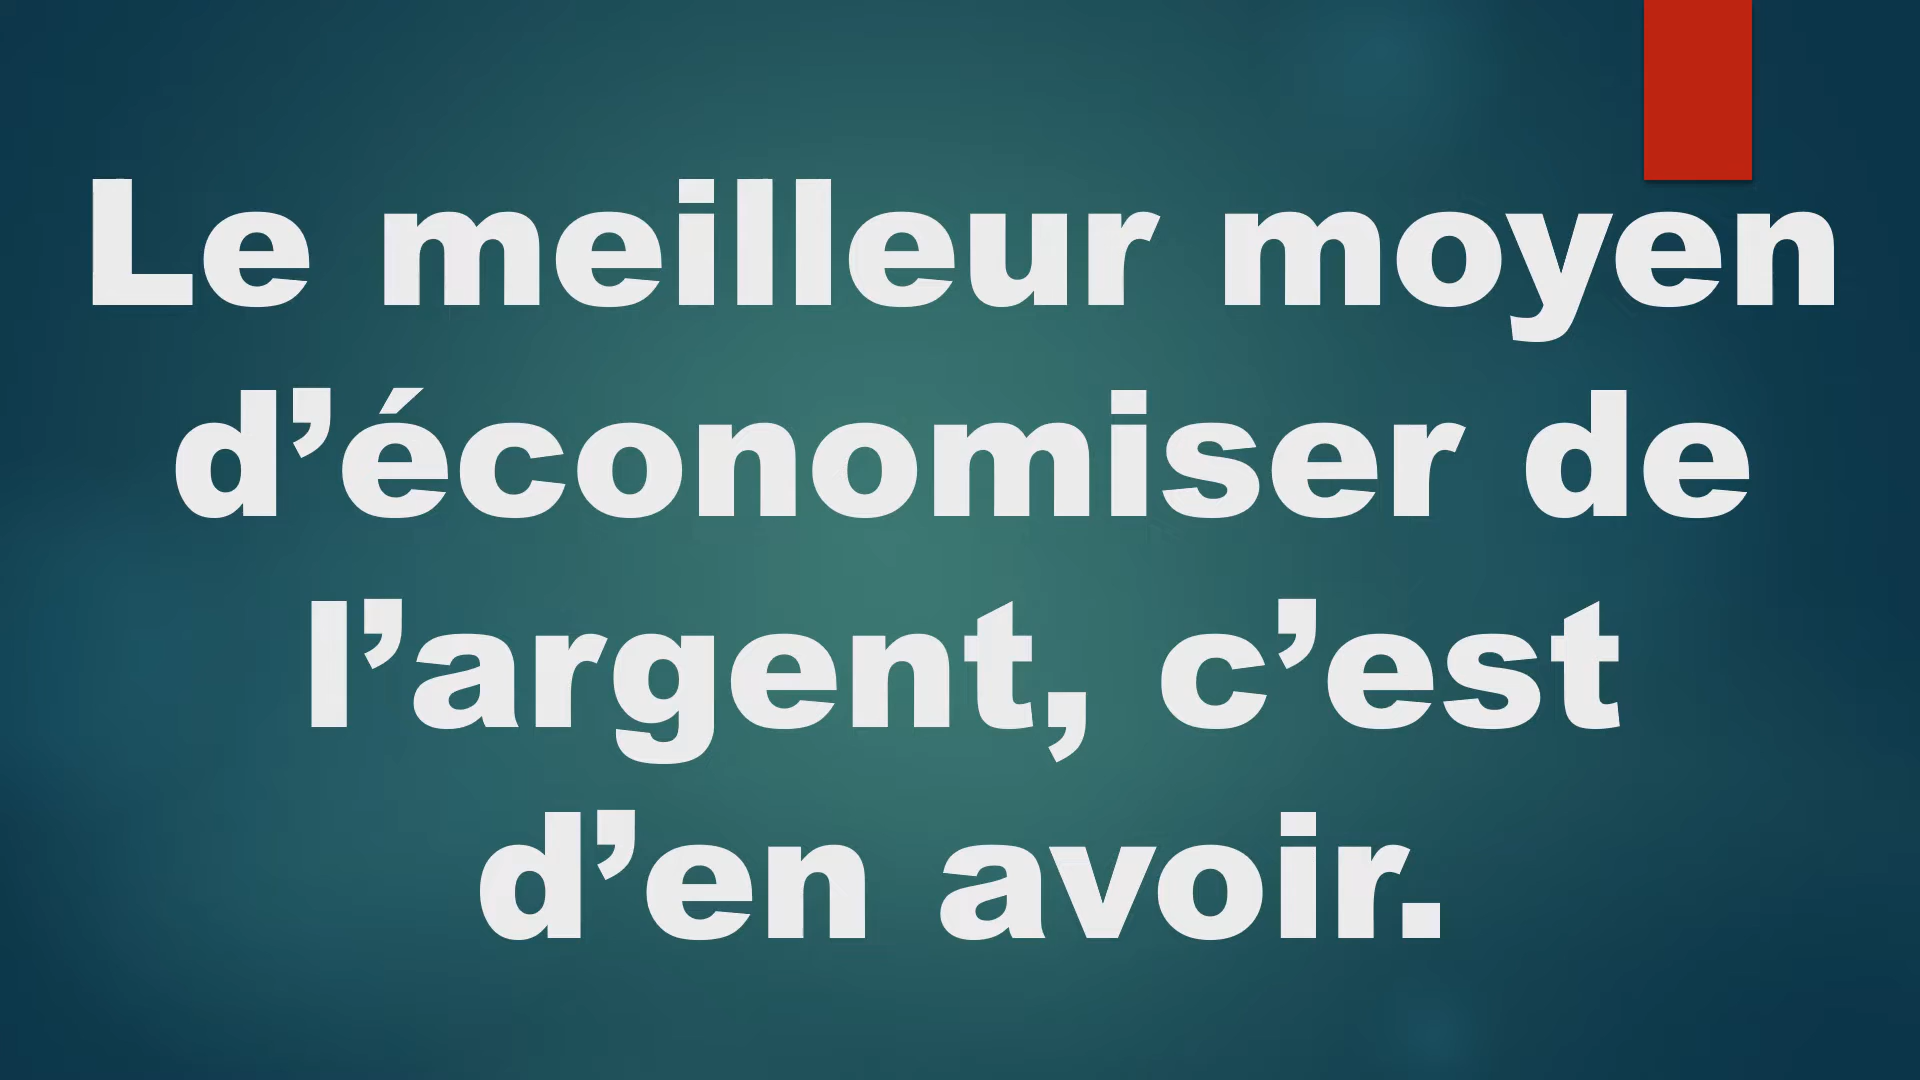 Le meilleur moyen
d’économiser de
l’argent, c’est
d’en avoir.